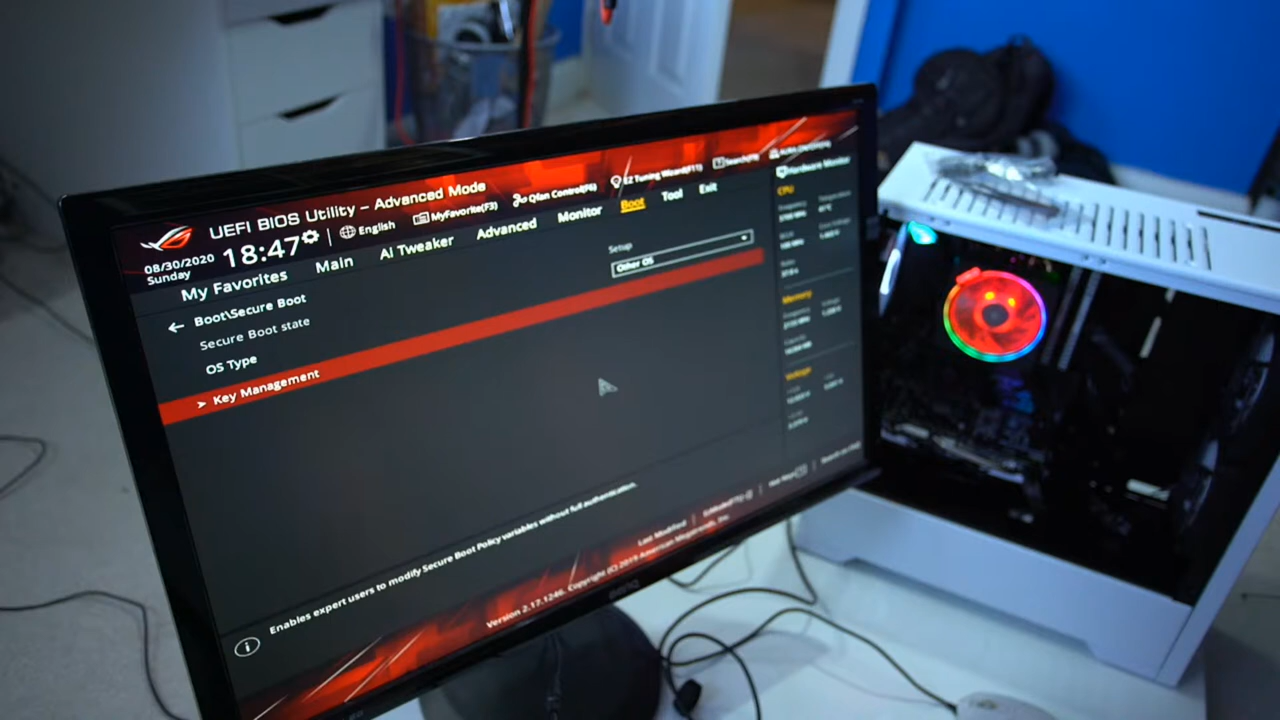 UEFI BIOS Utility – Advanced Mode
08/30/2020
Sunday
18:47
English
MyFavorite(F3)
Qfan Control(F6)
EZ Tuning Wizard(F11)
Search(F9)
My Favorites
Main
Ai Tweaker
Advanced
Monitor
Boot
Tool
Exit
Hardware Monitor
Boot\Secure Boot
Secure Boot state
Setup
OS Type
Other OS
> Key Management
CPU
Memory
Voltage
Enables expert users to modify Secure Boot Policy variables without full authentication.
Last Modified
Version 2.17.1246. Copyright (C) 2019 American Megatrends, Inc.
BenQ